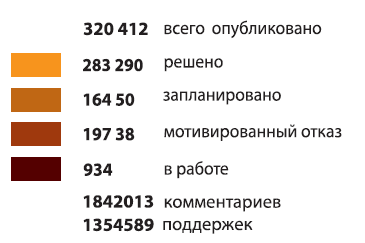 320 412 всего опубликовано
283 290 решено
164 50 запланировано
197 38 мотивированный отказ
934 в работе
1842013 комментариев
1354589 поддержек